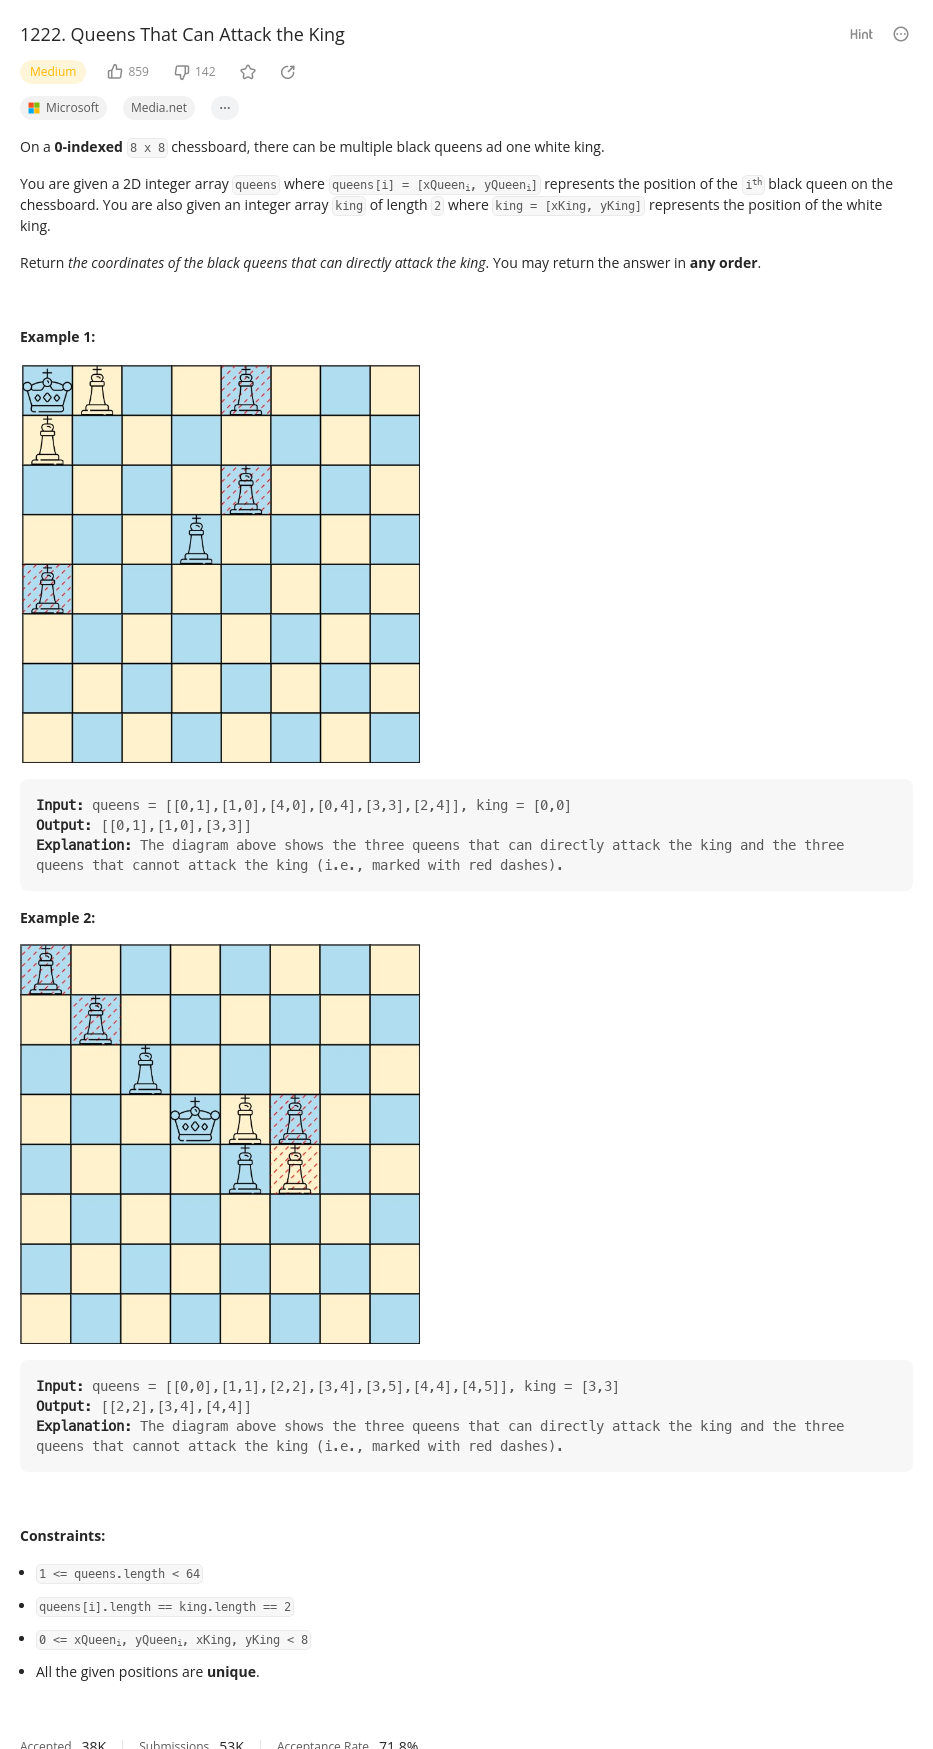 1222. Queens That Can Attack the King
Hint
Medium 859 142
Microsoft Media.net ...
On a 0-indexed 8 x 8 chessboard, there can be multiple black queens ad one white king.
You are given a 2D integer array queens where queens[i] = [xQueenᵢ, yQueenᵢ] represents the position of the iᵗʰ black queen on the
chessboard. You are also given an integer array king of length 2 where king = [xKing, yKing] represents the position of the white
king.
Return the coordinates of the black queens that can directly attack the king. You may return the answer in any order.
Example 1:
Input: queens = [[0,1],[1,0],[4,0],[0,4],[3,3],[2,4]], king = [0,0]
Output: [[0,1],[1,0],[3,3]]
Explanation: The diagram above shows the three queens that can directly attack the king and the three
queens that cannot attack the king (i.e., marked with red dashes).
Example 2:
Input: queens = [[0,0],[1,1],[2,2],[3,4],[3,5],[4,4],[4,5]], king = [3,3]
Output: [[2,2],[3,4],[4,4]]
Explanation: The diagram above shows the three queens that can directly attack the king and the three
queens that cannot attack the king (i.e., marked with red dashes).
Constraints:
• 1 <= queens.length < 64
• queens[i].length == king.length == 2
• 0 <= xQueenᵢ, yQueenᵢ, xKing, yKing < 8
• All the given positions are unique.
Accepted 38K Submissions 53K Acceptance Rate 71.8%